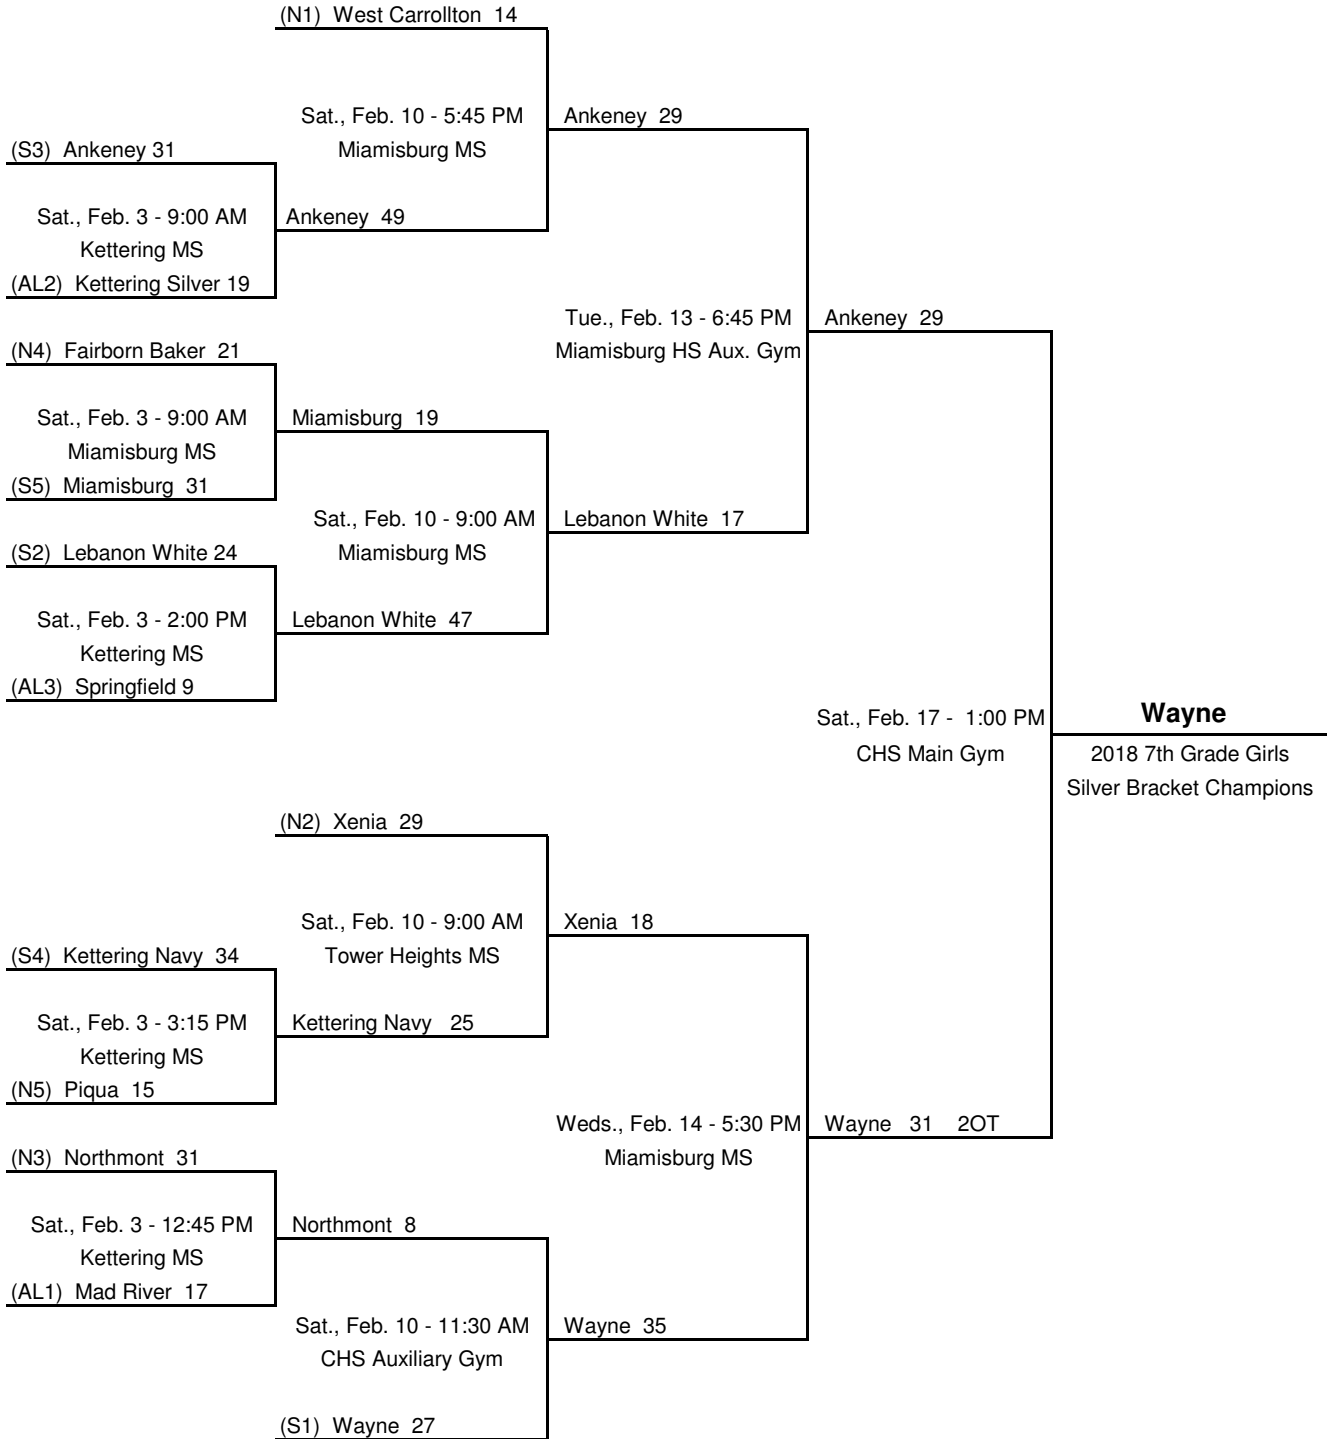 (N1) West Carrollton 14
Sat., Feb. 10 - 5:45 PM
Miamisburg MS
Ankeney 29
(S3) Ankeney 31
Sat., Feb. 3 - 9:00 AM
Kettering MS
Ankeney 49
(AL2) Kettering Silver 19
Tue., Feb. 13 - 6:45 PM
Miamisburg HS Aux. Gym
Ankeney 29
(N4) Fairborn Baker 21
Sat., Feb. 3 - 9:00 AM
Miamisburg MS
Miamisburg 19
(S5) Miamisburg 31
Sat., Feb. 10 - 9:00 AM
Miamisburg MS
Lebanon White 17
(S2) Lebanon White 24
Sat., Feb. 3 - 2:00 PM
Kettering MS
Lebanon White 47
(AL3) Springfield 9
Sat., Feb. 17 - 1:00 PM
CHS Main Gym
Wayne
2018 7th Grade Girls
Silver Bracket Champions
(N2) Xenia 29
Sat., Feb. 10 - 9:00 AM
Tower Heights MS
Xenia 18
(S4) Kettering Navy 34
Sat., Feb. 3 - 3:15 PM
Kettering MS
Kettering Navy 25
(N5) Piqua 15
Weds., Feb. 14 - 5:30 PM
Miamisburg MS
Wayne 31 2OT
(N3) Northmont 31
Sat., Feb. 3 - 12:45 PM
Kettering MS
Northmont 8
(AL1) Mad River 17
Sat., Feb. 10 - 11:30 AM
CHS Auxiliary Gym
Wayne 35
(S1) Wayne 27